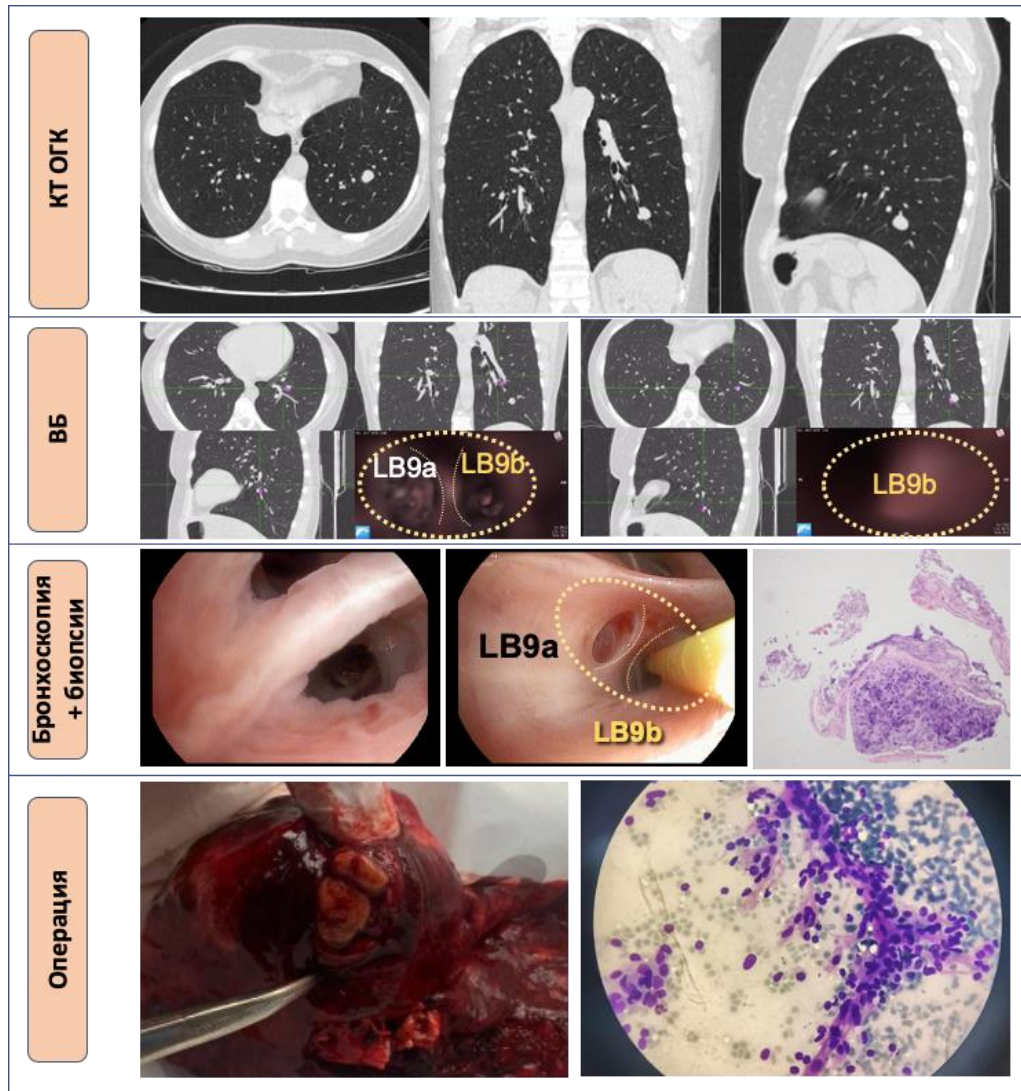 КТ ОГК
ВБ
LB9a
LB9b
LB9b
Бронхоскопия
+ биопсии
LB9a
LB9b
Операция